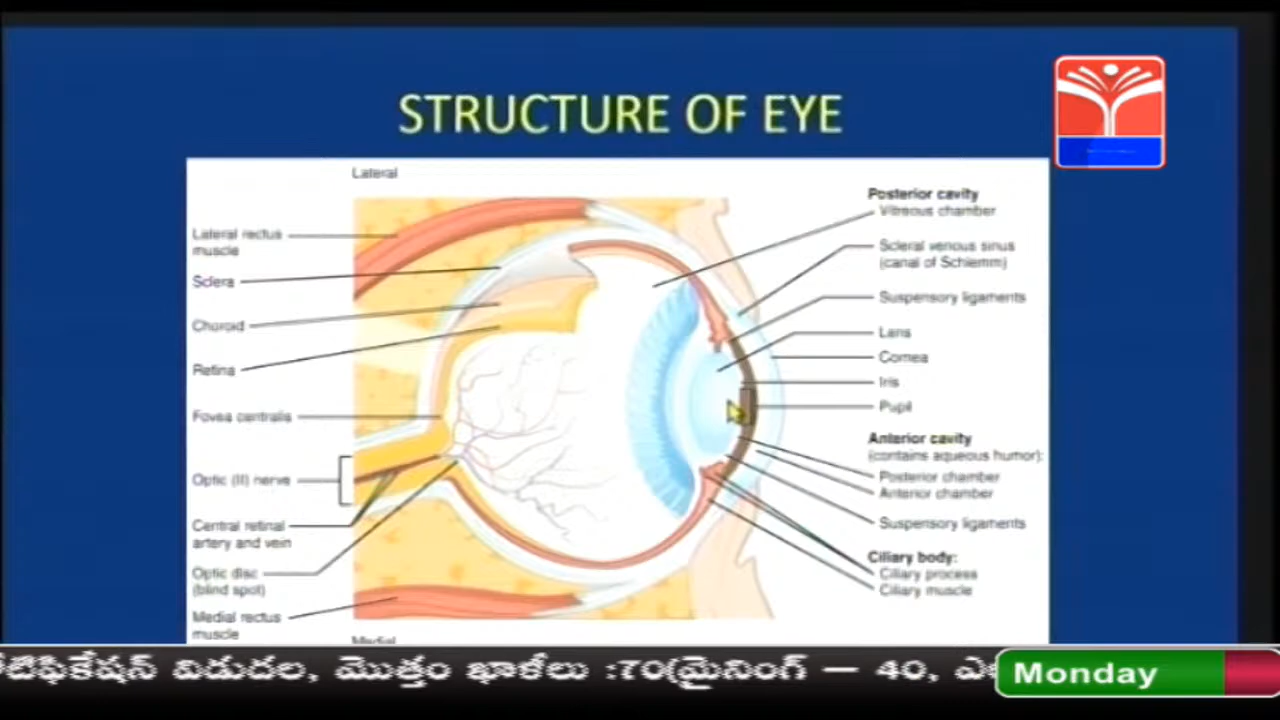 STRUCTURE OF EYE
Lateral
Lateral rectus
muscle
Sclera
Choroid
Retina
Fovea centralis
Optic (II) nerve
Central retinal
artery and vein
Optic disc
(blind spot)
Medial rectus
muscle
Medial
Posterior cavity
Vitreous chamber
Scleral venous sinus
(canal of Schlemm)
Suspensory ligaments
Lens
Cornea
Iris
Pupil
Anterior cavity
(contains aqueous humor):
Posterior chamber
Anterior chamber
Suspensory ligaments
Ciliary body:
Ciliary process
Ciliary muscle
విడుదల, మొత్తం ఖాళీలు :70(మైనింగ్ – 40,
Monday